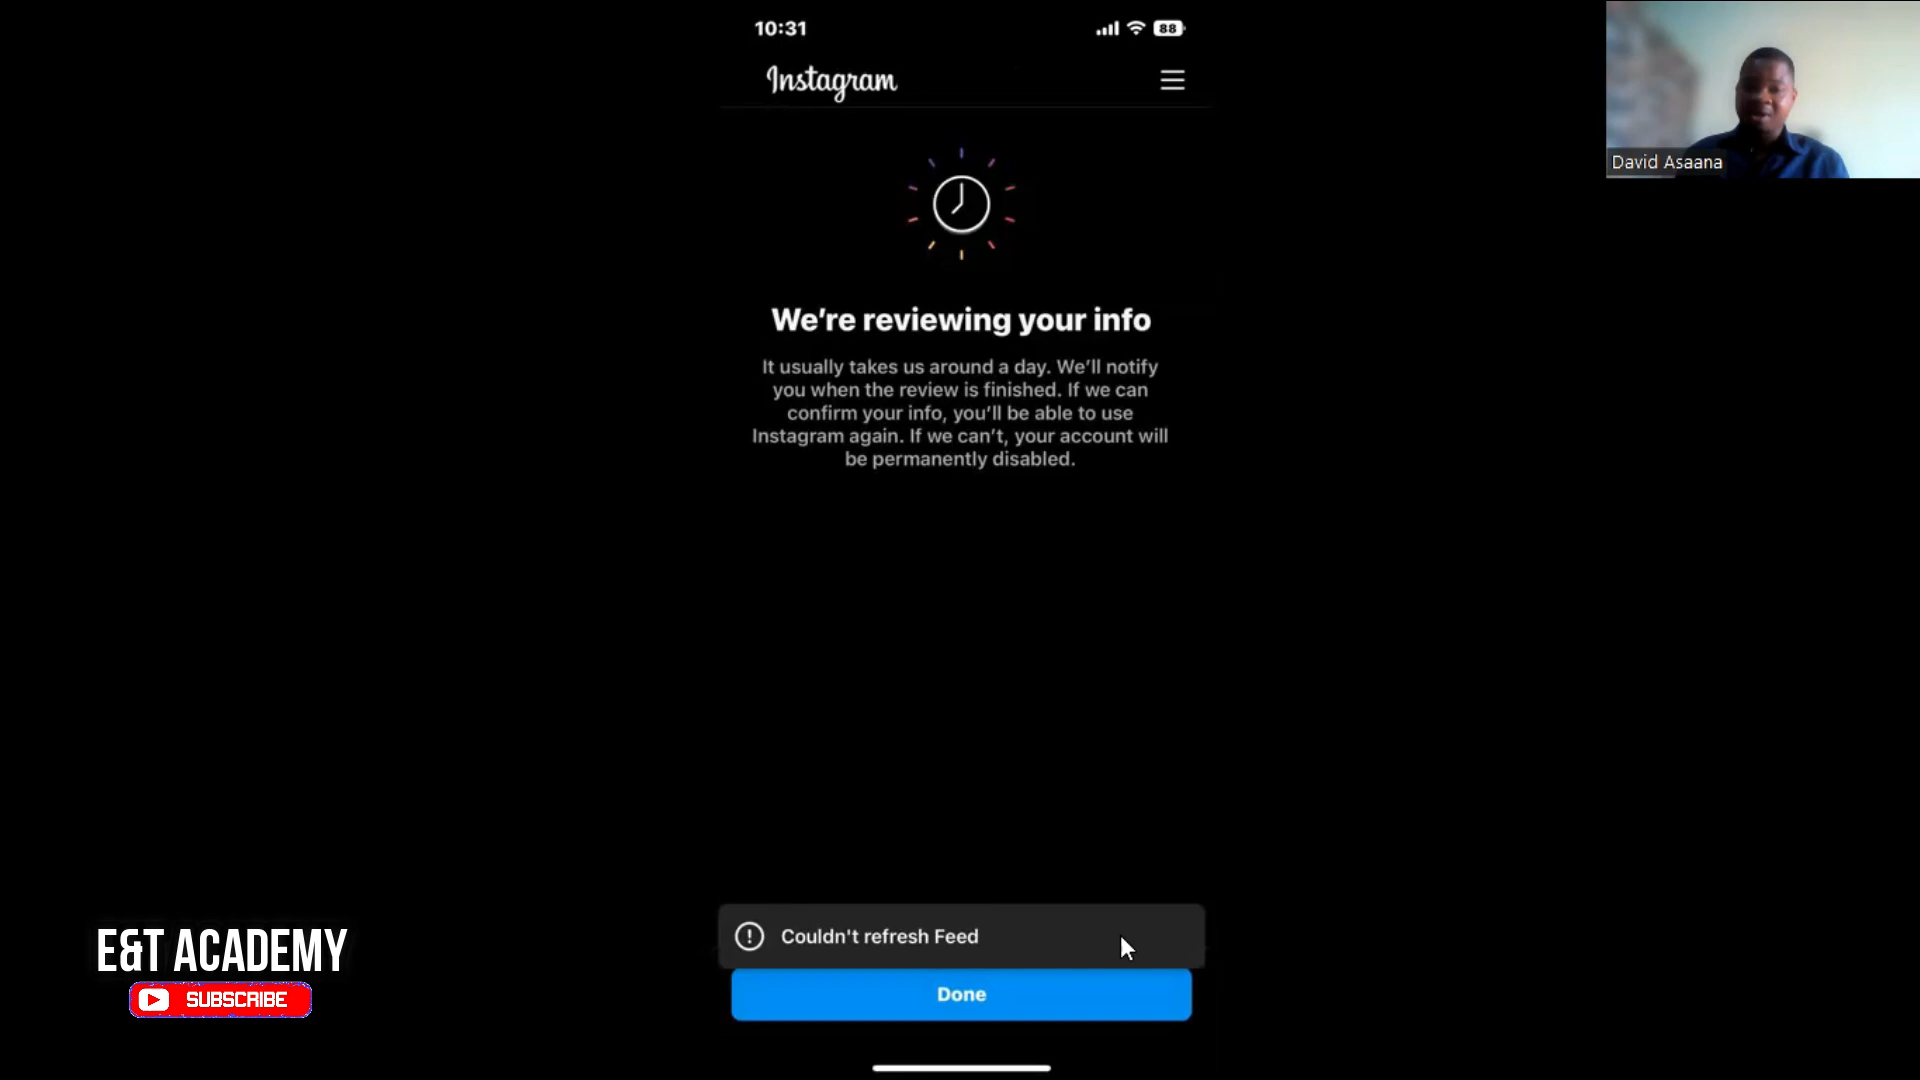 10:31
88
Instagram
David Asaana
We're reviewing your info
It usually takes us around a day. We'll notify
you when the review is finished. If we can
confirm your info, you'll be able to use
Instagram again. If we can't, your account will
be permanently disabled.
Couldn't refresh Feed
Done
E&T ACADEMY
SUBSCRIBE